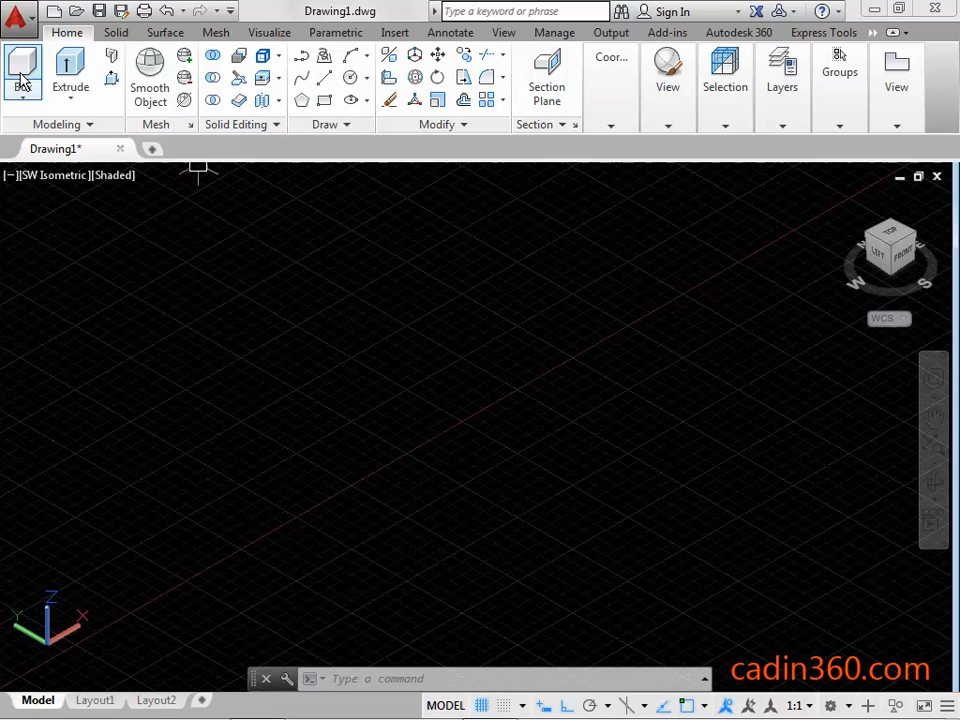 Drawing1.dwg
Type a keyword or phrase
Sign In
Home Solid Surface Mesh Visualize Parametric Insert Annotate View Manage Output Add-ins Autodesk 360 Express Tools
Extrude
Smooth
Object
Section
Plane
Coor...
View
Selection
Layers
Groups
View
Modeling
Mesh
Solid Editing
Draw
Modify
Section
Drawing1*
[−][SW Isometric][Shaded]
TOP
LEFT
FRONT
N
E
W
S
WCS
Z
Y
X
Type a command
cadin360.com
Model Layout1 Layout2
MODEL
1:1